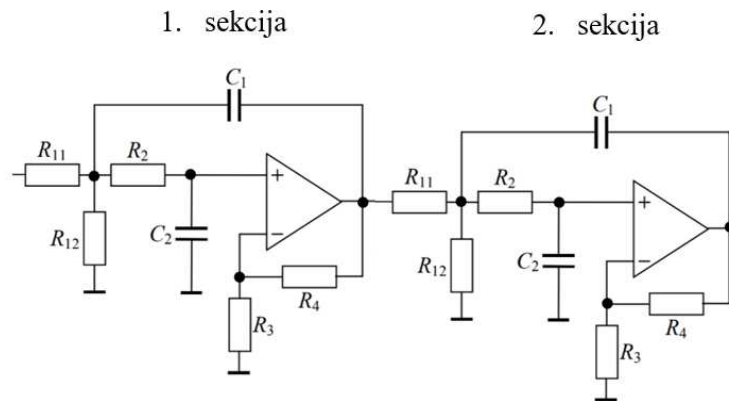 1. sekcija
2. sekcija
C1
R11
R2
R12
C2
+
−
R4
R3
C1
R11
R2
R12
C2
+
−
R4
R3